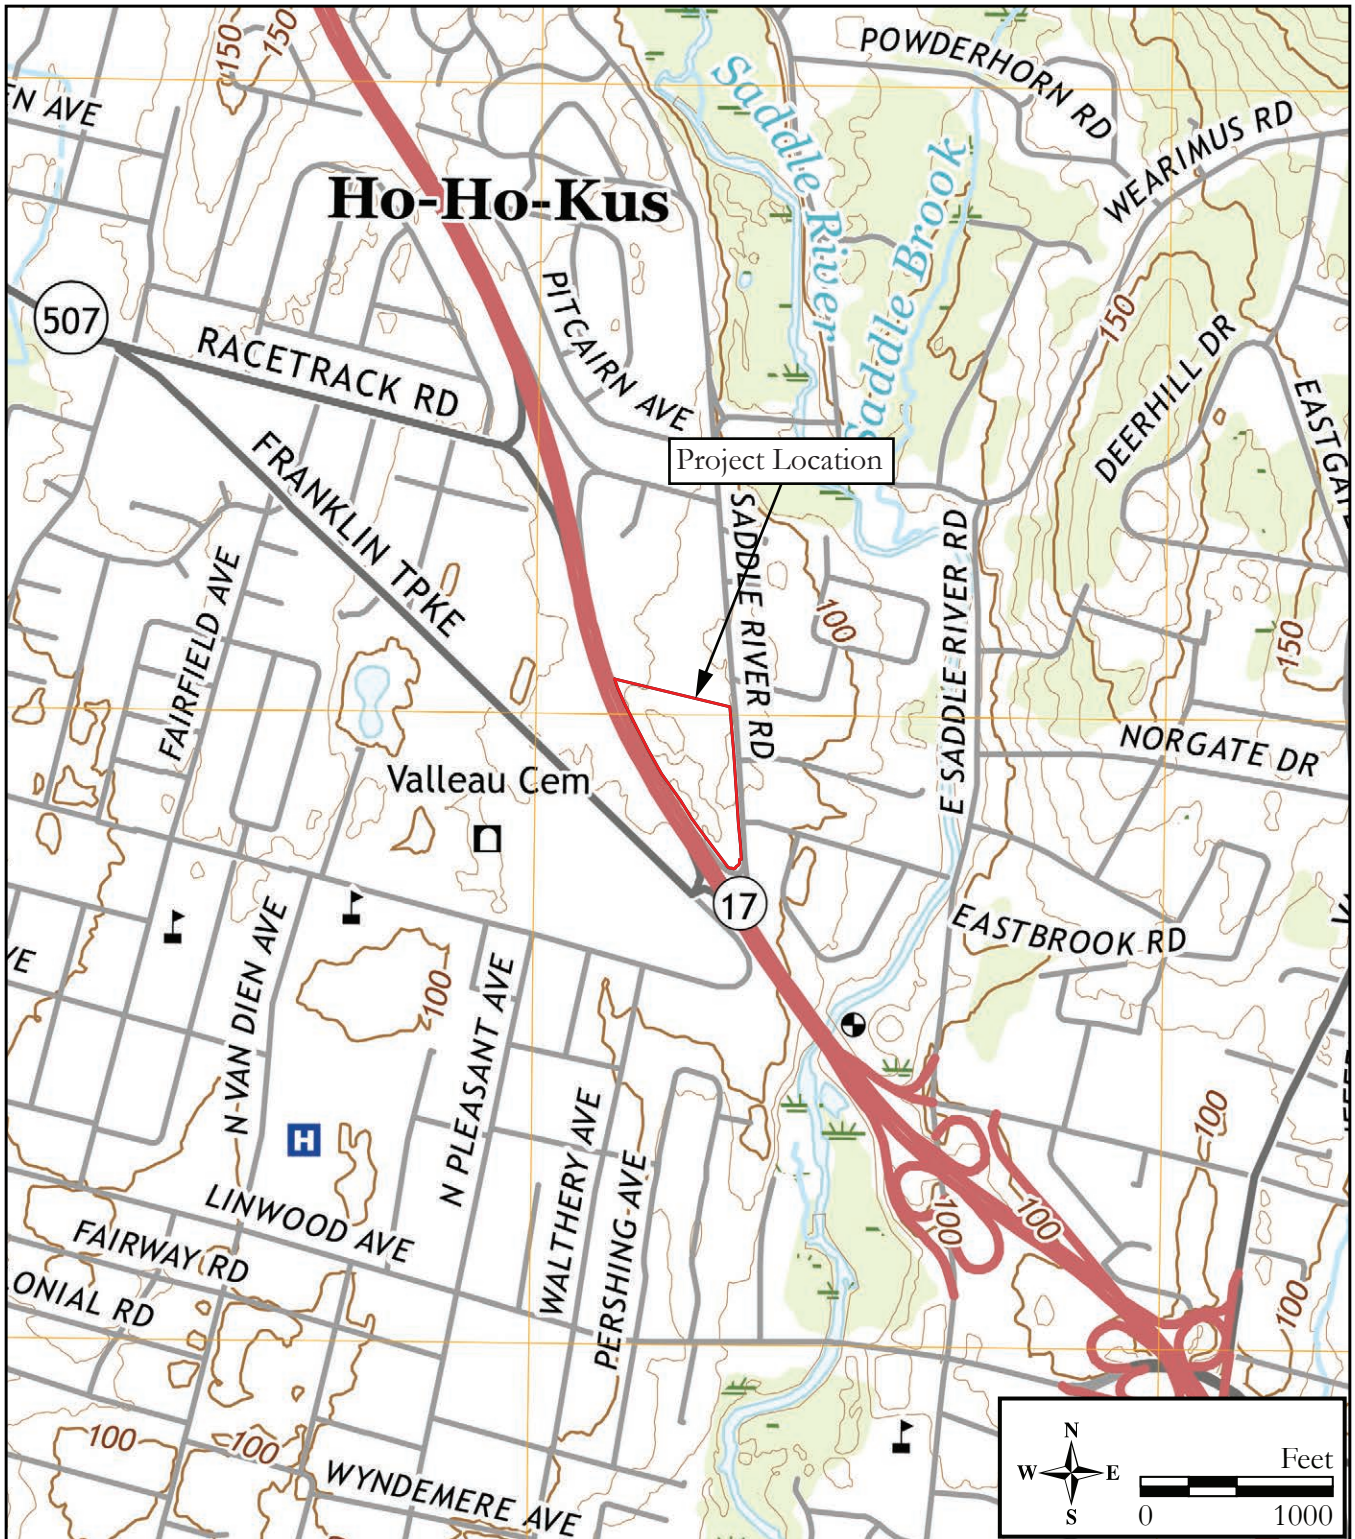 150
150
POWDERHORN RD
Saddle River
Saddle Brook
WEARIMUS RD
EN AVE
Ho-Ho-Kus
507
PITCAIRN AVE
150
RACETRACK RD
DEERHILL DR
EASTGATE
FRANKLIN TPKE
Project Location
SADDLE RIVER RD
E SADDLE RIVER RD
FAIRFIELD AVE
100
150
NORGATE DR
Valleau Cem
17
EASTBROOK RD
VE
N VAN DIEN AVE
100
N PLEASANT AVE
WALTHERY AVE
PERSHING AVE
100
H
LINWOOD AVE
100
100
FAIRWAY RD
LONIAL RD
100
100
100
WYNDEMERE AVE
N
W E
S
Feet
0 1000